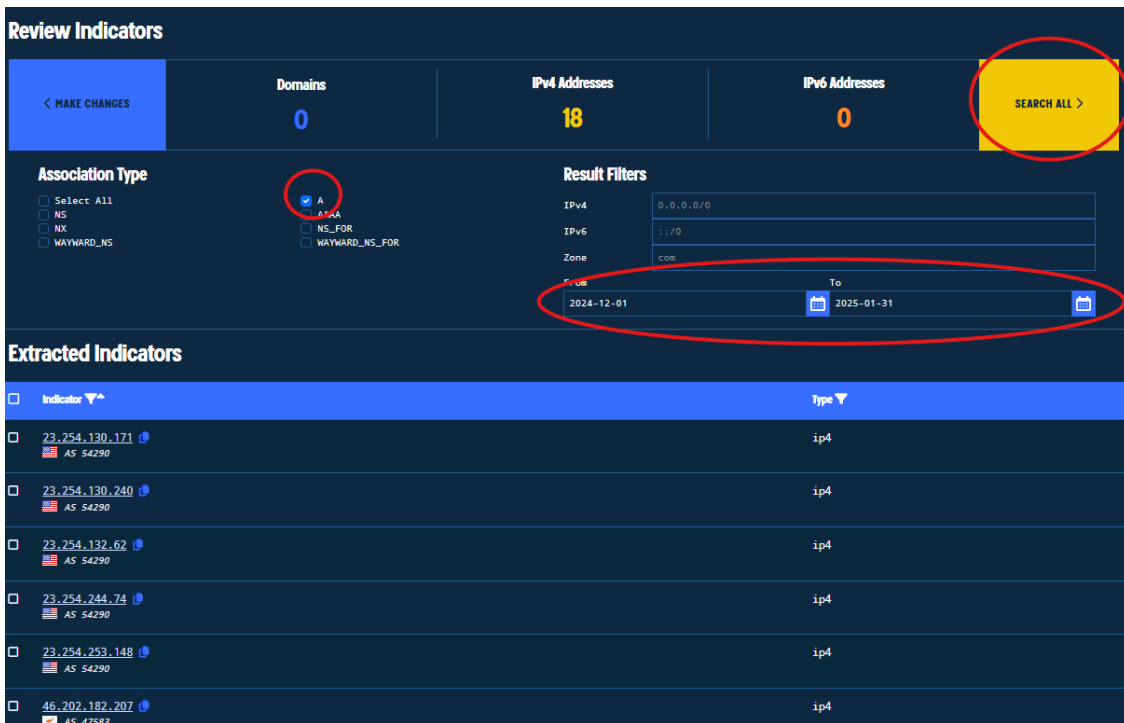 Review Indicators
< MAKE CHANGES
Domains
0
IPv4 Addresses
18
IPv6 Addresses
0
SEARCH ALL >
Association Type
Select All
NS
NX
WAYWARD_NS
A
AAAA
NS_FOR
WAYWARD_NS_FOR
Result Filters
IPv4 0.0.0.0/0
IPv6 ::/0
Zone com
From To
2024-12-01 2025-01-31
Extracted Indicators
Indicator Type
23.254.130.171 ip4
AS 54290
23.254.130.240 ip4
AS 54290
23.254.132.62 ip4
AS 54290
23.254.244.74 ip4
AS 54290
23.254.253.148 ip4
AS 54290
46.202.182.207 ip4
AS 47583